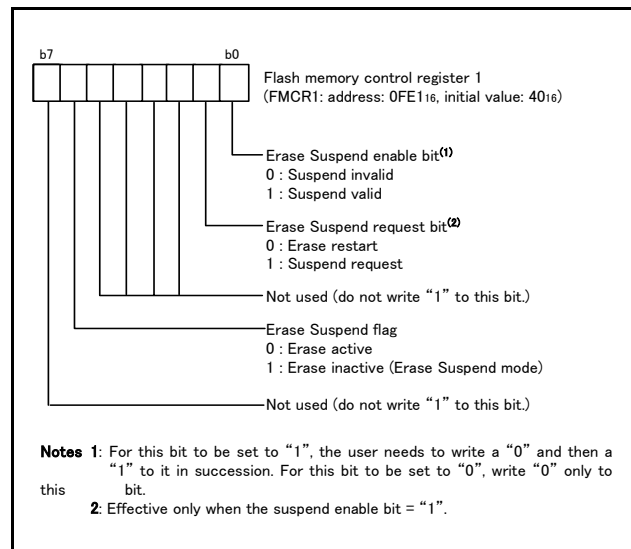 b7 b0
Flash memory control register 1
(FMCR1: address: 0FE116, initial value: 4016)
Erase Suspend enable bit(1)
0 : Suspend invalid
1 : Suspend valid
Erase Suspend request bit(2)
0 : Erase restart
1 : Suspend request
Not used (do not write “1” to this bit.)
Erase Suspend flag
0 : Erase active
1 : Erase inactive (Erase Suspend mode)
Not used (do not write “1” to this bit.)
Notes 1: For this bit to be set to “1”, the user needs to write a “0” and then a
“1” to it in succession. For this bit to be set to “0”, write “0” only to
this bit.
2: Effective only when the suspend enable bit = “1”.